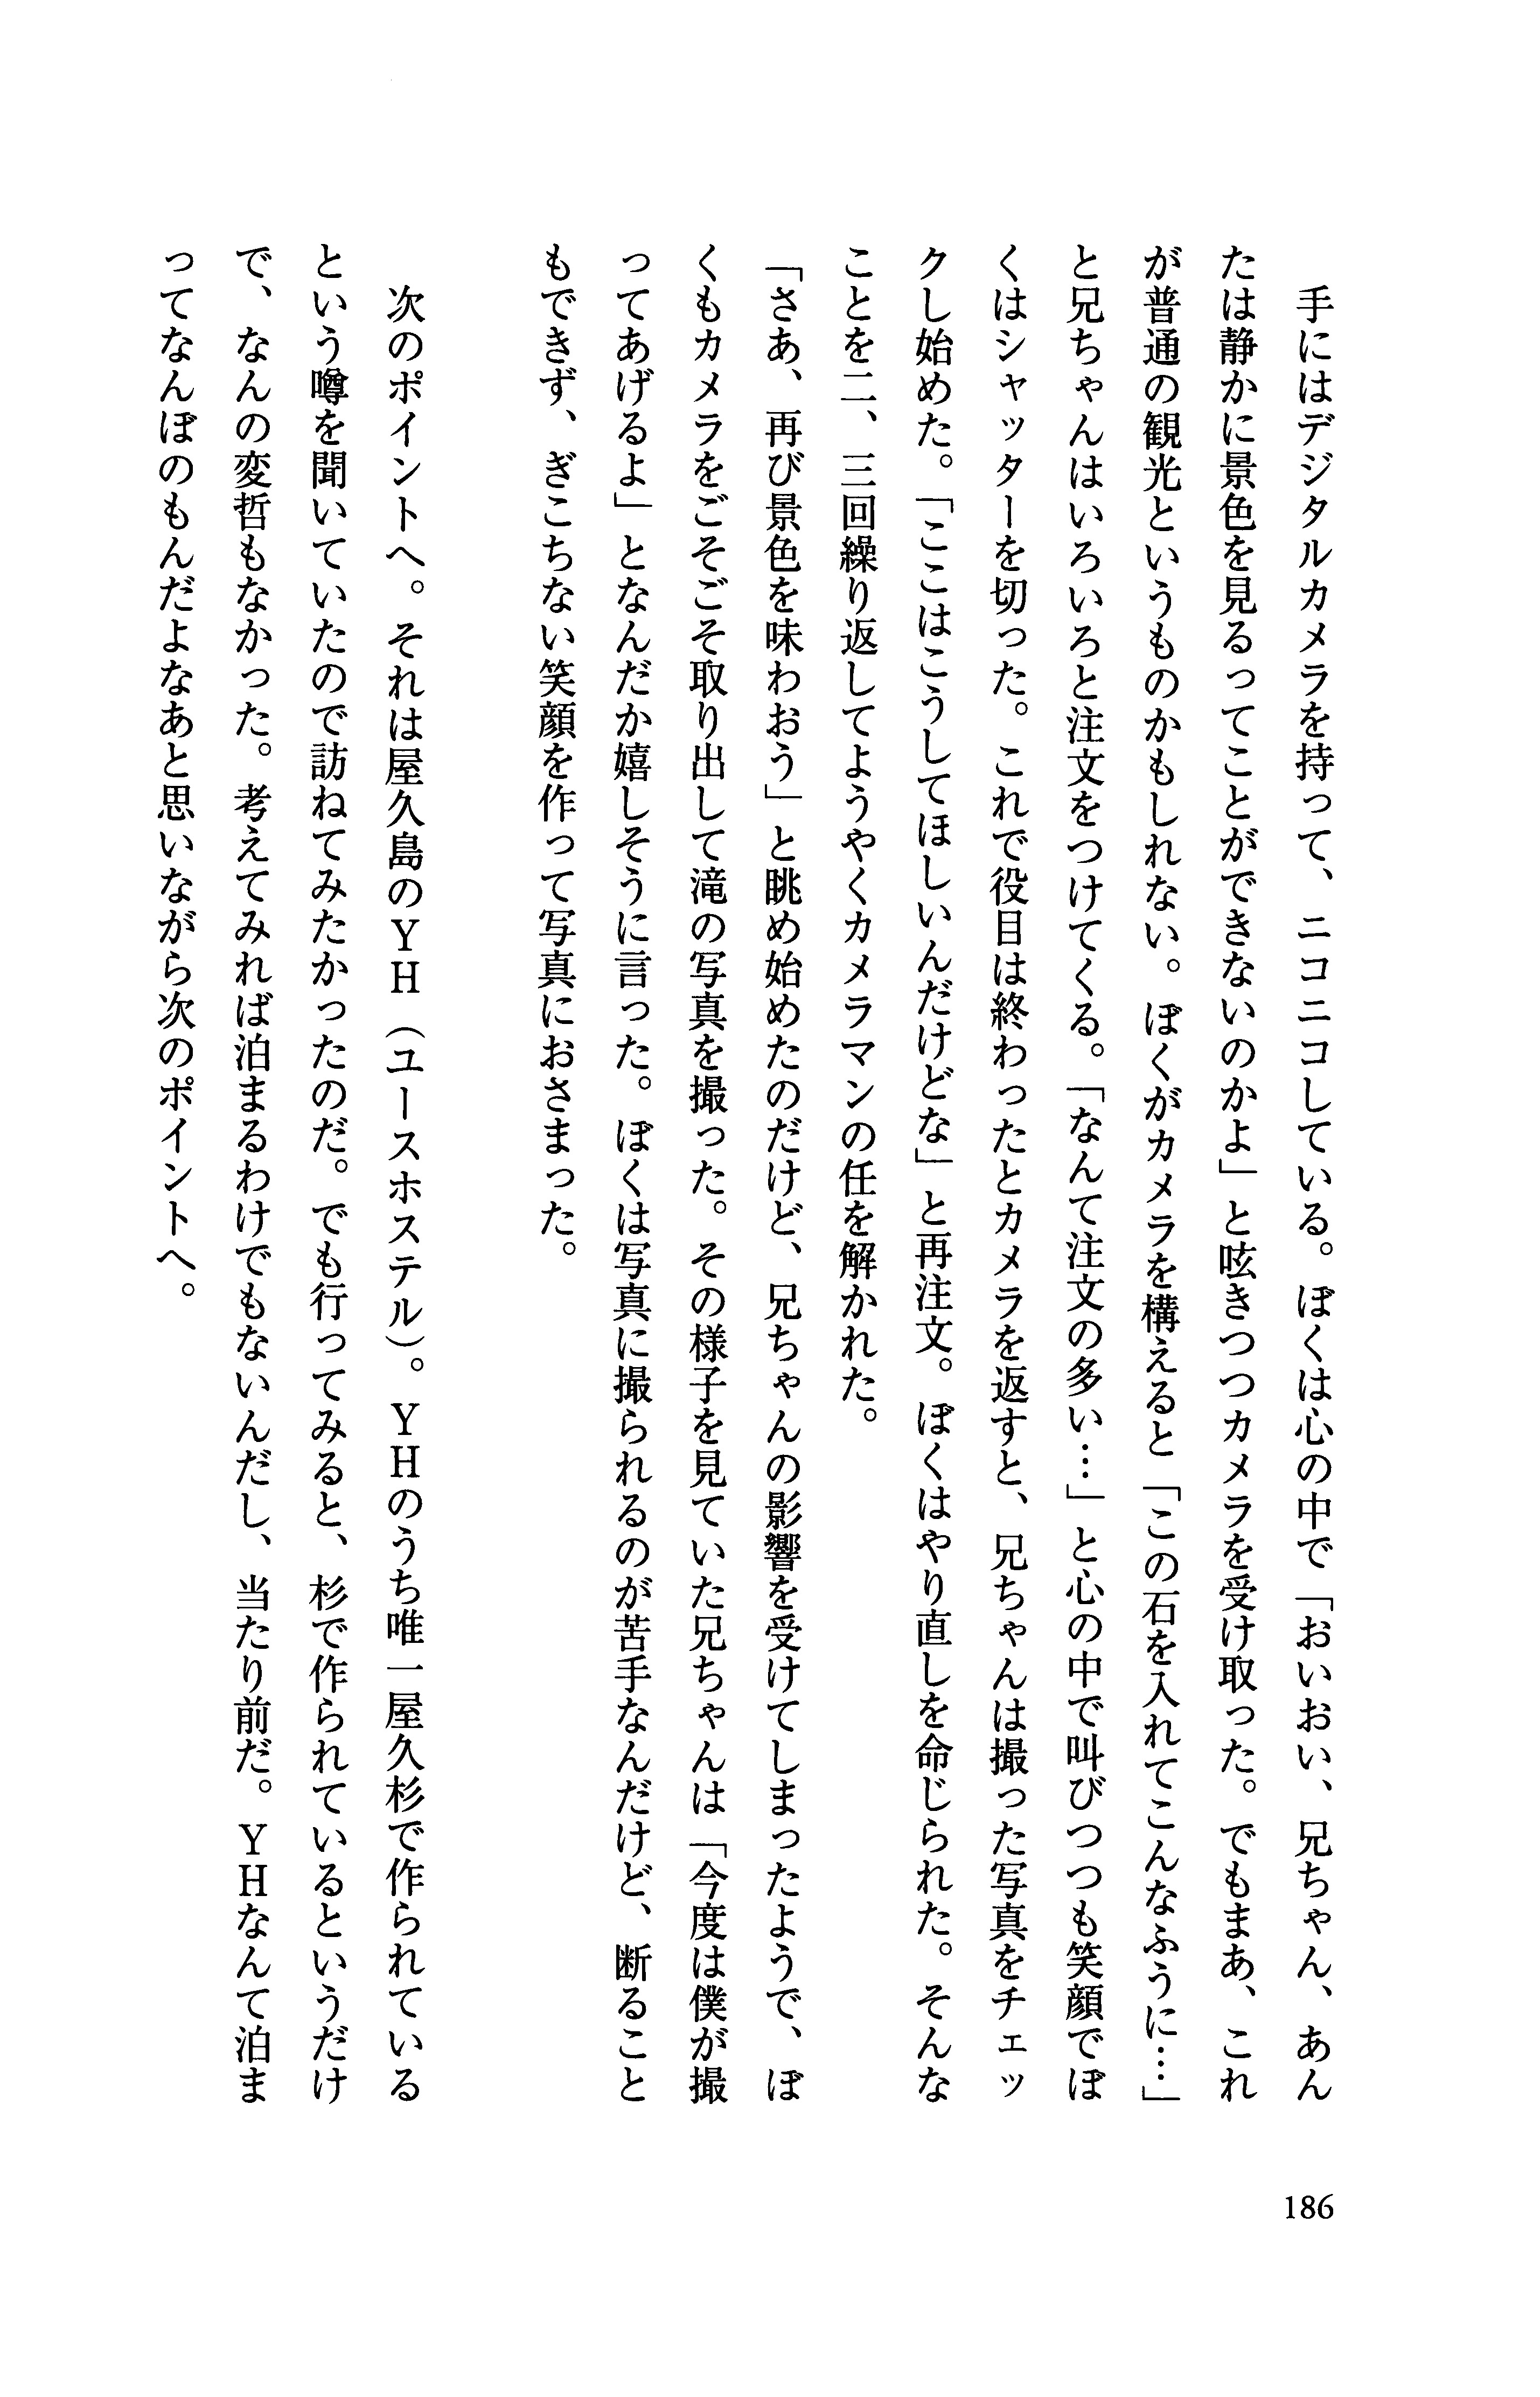 手にはデジタルカメラを持って、ニコニコしている。ぼくは心の中で「おいおい、兄ちゃん、あん
たは静かに景色を見るってことができないのかよ」と呟きつつカメラを受け取った。でもまあ、これ
が普通の観光というものかもしれない。ぼくがカメラを構えると「この石を入れてこんなふうに…」
と兄ちゃんはいろいろと注文をつけてくる。「なんて注文の多い…」と心の中で叫びつつも笑顔でぼ
くはシャッターを切った。これで役目は終わったとカメラを返すと、兄ちゃんは撮った写真をチェッ
クし始めた。「ここはこうしてほしいんだけどな」と再注文。ぼくはやり直しを命じられた。そんな
ことを二、三回繰り返してようやくカメラマンの任を解かれた。
「さあ、再び景色を味わおう」と眺め始めたのだけど、兄ちゃんの影響を受けてしまったようで、ぼ
くもカメラをごそごそ取り出して滝の写真を撮った。その様子を見ていた兄ちゃんは「今度は僕が撮
ってあげるよ」となんだか嬉しそうに言った。ぼくは写真に撮られるのが苦手なんだけど、断ること
もできず、ぎこちない笑顔を作って写真におさまった。
次のポイントへ。それは屋久島のＹＨ（ユースホステル）。ＹＨのうち唯一屋久杉で作られている
という噂を聞いていたので訪ねてみたかったのだ。でも行ってみると、杉で作られているというだけ
で、なんの変哲もなかった。考えてみれば泊まるわけでもないんだし、当たり前だ。ＹＨなんて泊ま
ってなんぼのもんだよなあと思いながら次のポイントへ。
186